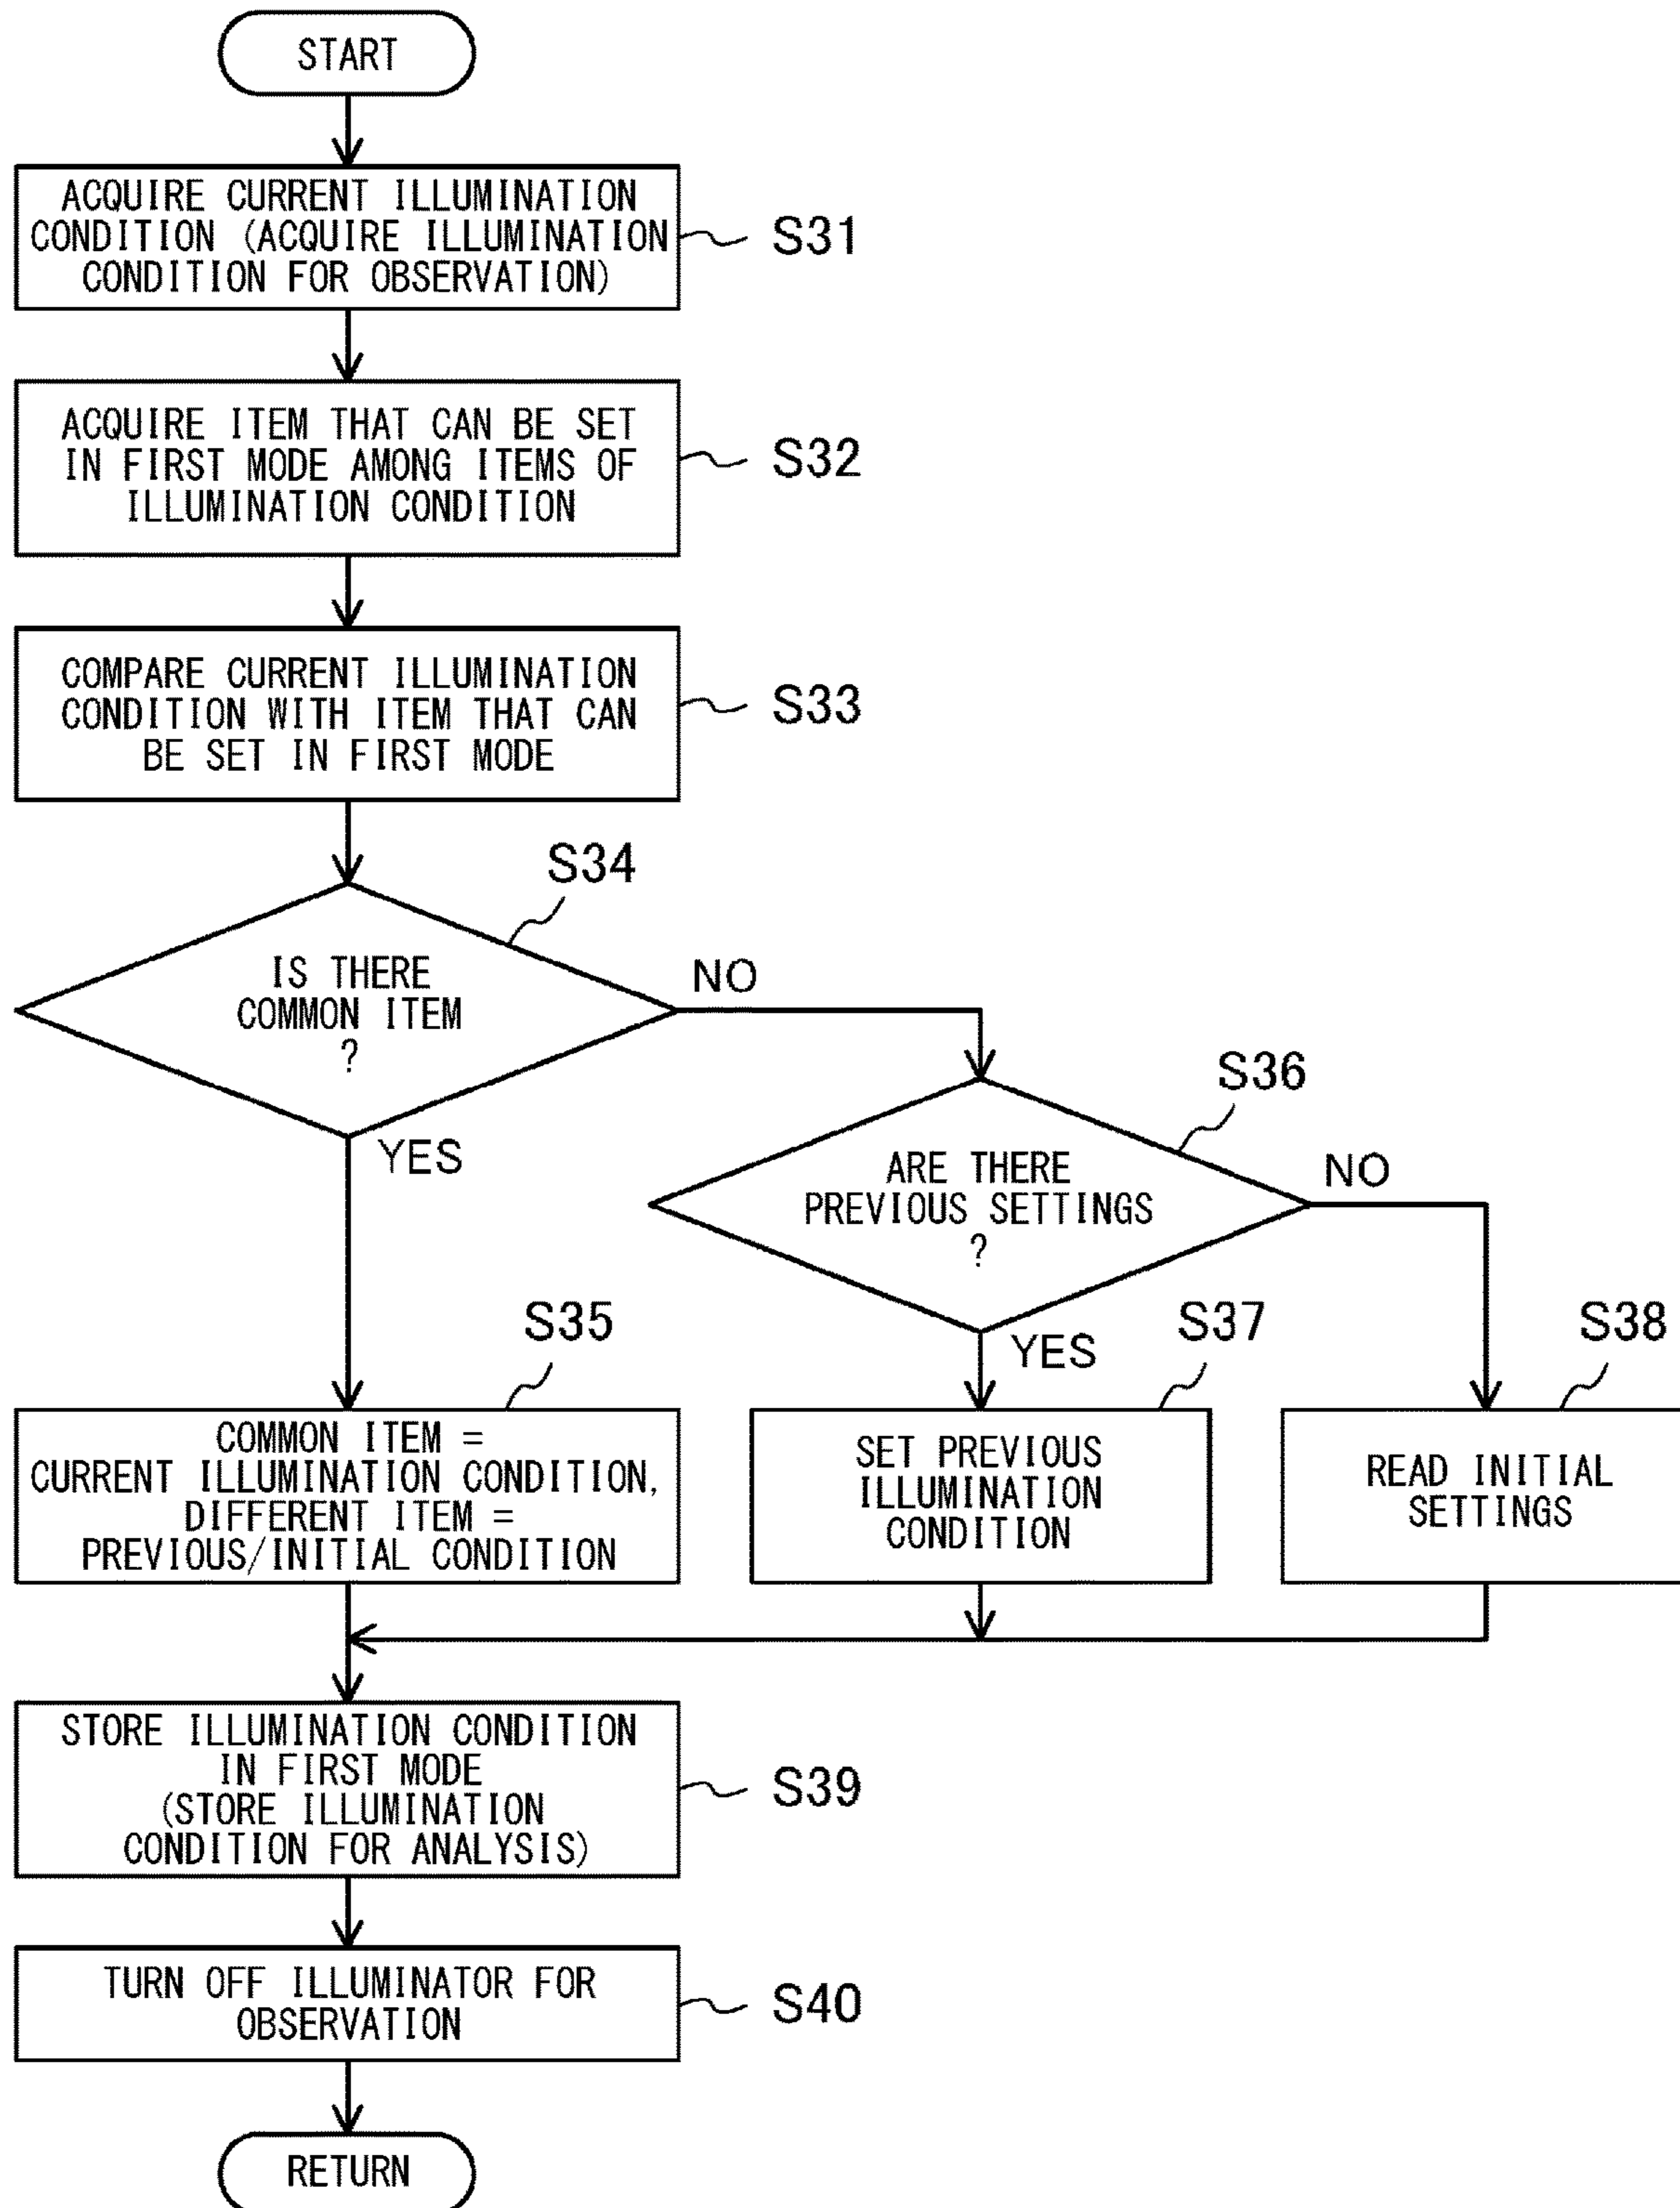 START
ACQUIRE CURRENT ILLUMINATION
CONDITION (ACQUIRE ILLUMINATION
CONDITION FOR OBSERVATION)
S31
ACQUIRE ITEM THAT CAN BE SET
IN FIRST MODE AMONG ITEMS OF
ILLUMINATION CONDITION
S32
COMPARE CURRENT ILLUMINATION
CONDITION WITH ITEM THAT CAN
BE SET IN FIRST MODE
S33
S34
IS THERE
COMMON ITEM
?
NO
YES
S36
ARE THERE
PREVIOUS SETTINGS
?
NO
YES
S35
COMMON ITEM =
CURRENT ILLUMINATION CONDITION,
DIFFERENT ITEM =
PREVIOUS/INITIAL CONDITION
S37
SET PREVIOUS
ILLUMINATION
CONDITION
S38
READ INITIAL
SETTINGS
STORE ILLUMINATION CONDITION
IN FIRST MODE
(STORE ILLUMINATION
CONDITION FOR ANALYSIS)
S39
TURN OFF ILLUMINATOR FOR
OBSERVATION
S40
RETURN